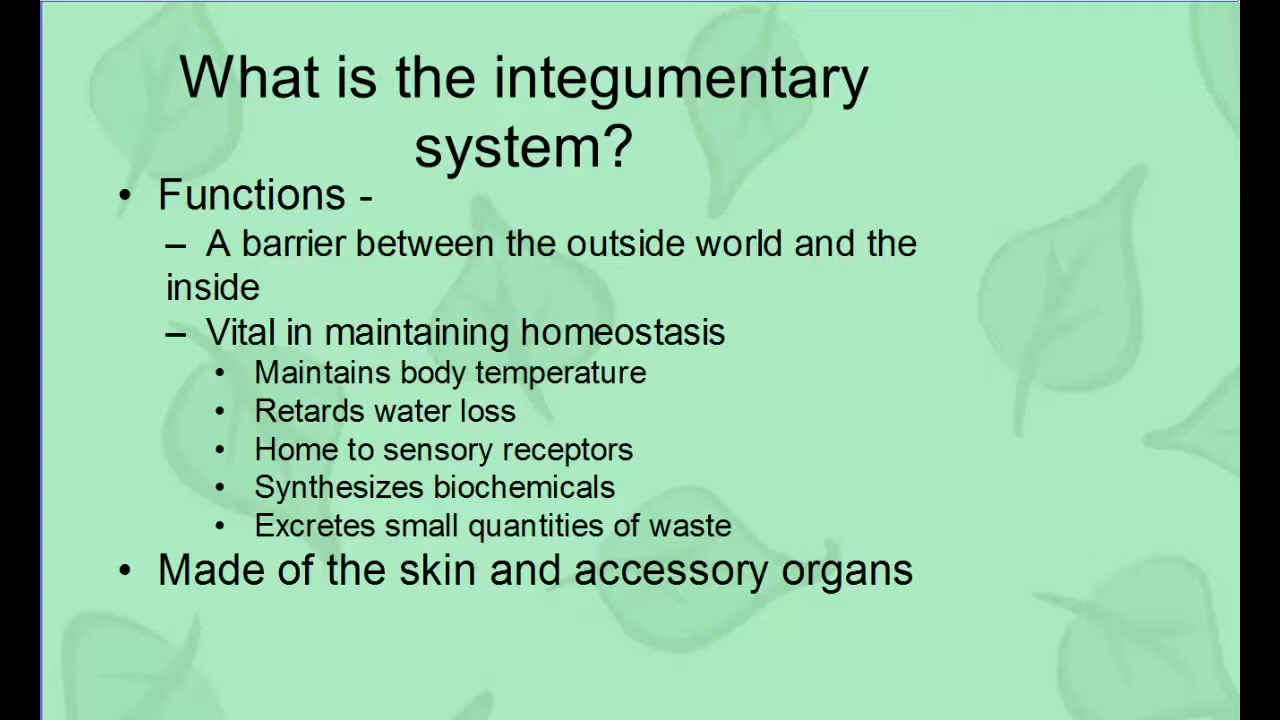 What is the integumentary
system?
• Functions -
– A barrier between the outside world and the
inside
– Vital in maintaining homeostasis
• Maintains body temperature
• Retards water loss
• Home to sensory receptors
• Synthesizes biochemicals
• Excretes small quantities of waste
• Made of the skin and accessory organs